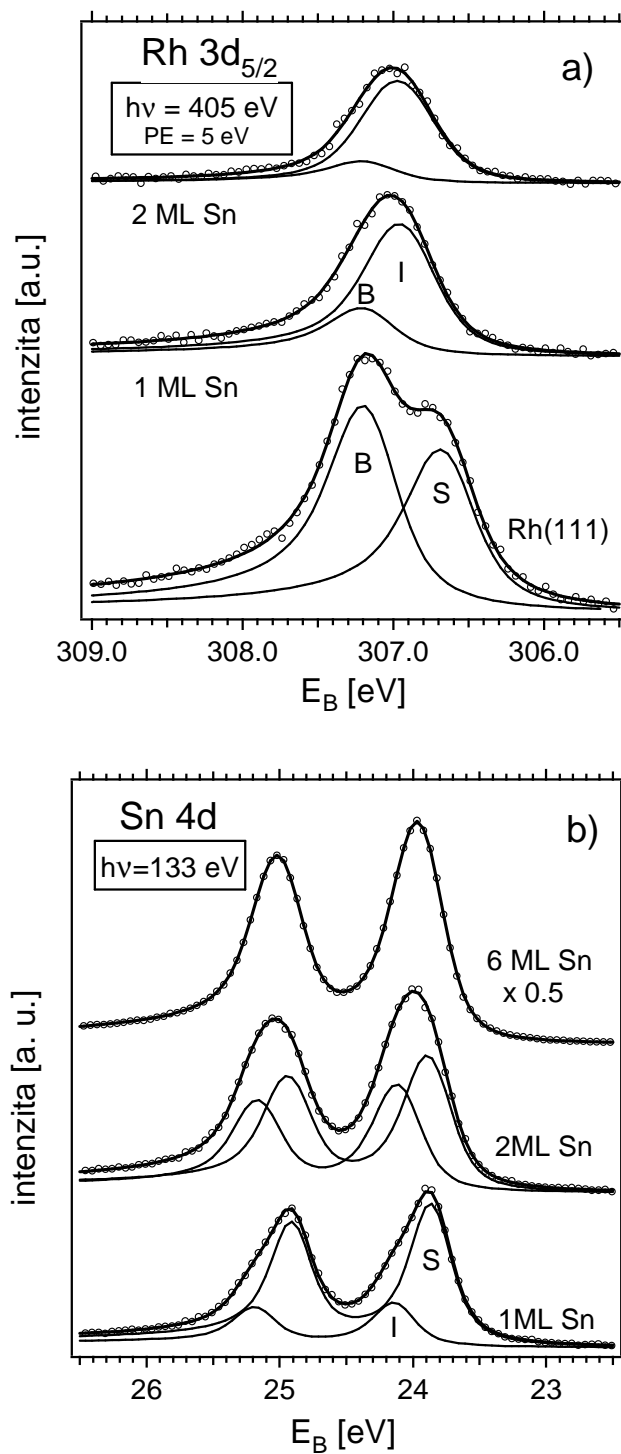 Rh 3d5/2
a)
hν = 405 eV
PE = 5 eV
2 ML Sn
I
B
1 ML Sn
B
S
Rh(111)
intenzita [a.u.]
309.0 308.0 307.0 306.0
EB [eV]
Sn 4d
b)
hν=133 eV
6 ML Sn
x 0.5
2ML Sn
S
I
1ML Sn
intenzita [a. u.]
26 25 24 23
EB [eV]